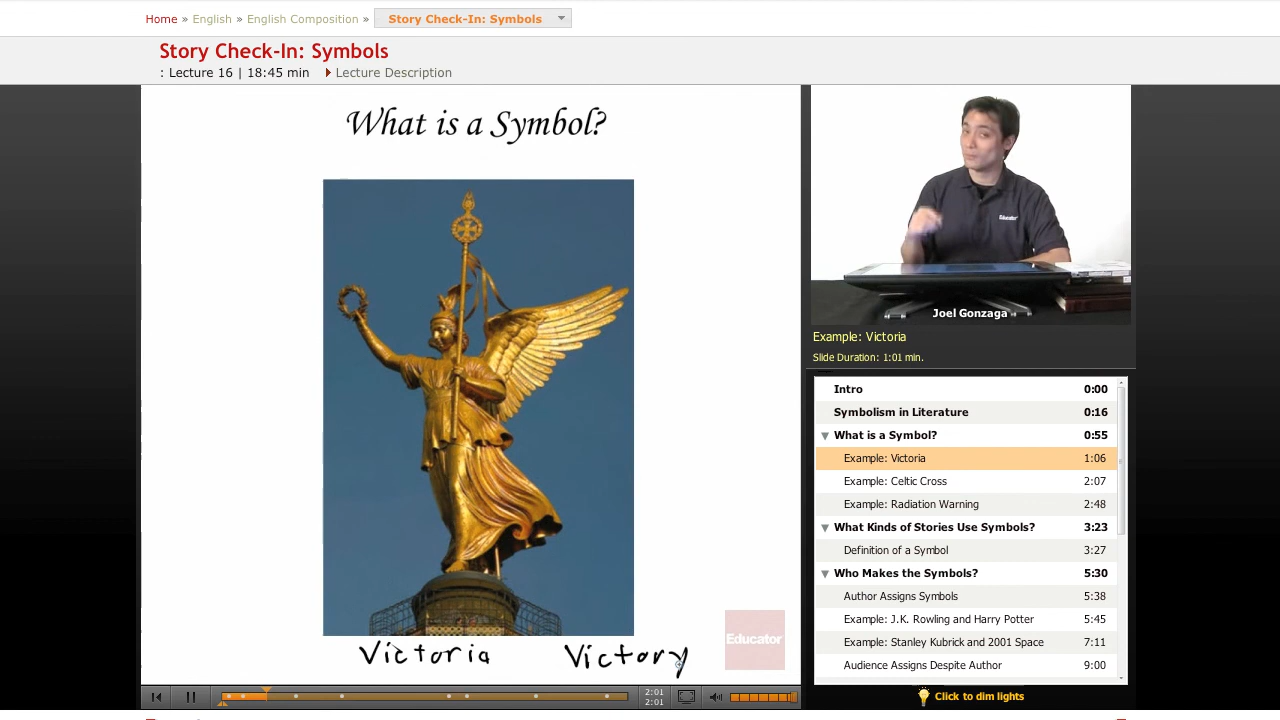 Home » English » English Composition » Story Check-In: Symbols
Story Check-In: Symbols
: Lecture 16 | 18:45 min Lecture Description
What is a Symbol?
Victoria Victory
Educator
Educator
Joel Gonzaga
Example: Victoria
Slide Duration: 1:01 min.
Intro 0:00
Symbolism in Literature 0:16
What is a Symbol? 0:55
Example: Victoria 1:06
Example: Celtic Cross 2:07
Example: Radiation Warning 2:48
What Kinds of Stories Use Symbols? 3:23
Definition of a Symbol 3:27
Who Makes the Symbols? 5:30
Author Assigns Symbols 5:38
Example: J.K. Rowling and Harry Potter 5:45
Example: Stanley Kubrick and 2001 Space 7:11
Audience Assigns Despite Author 9:00
2:01
2:01
Click to dim lights